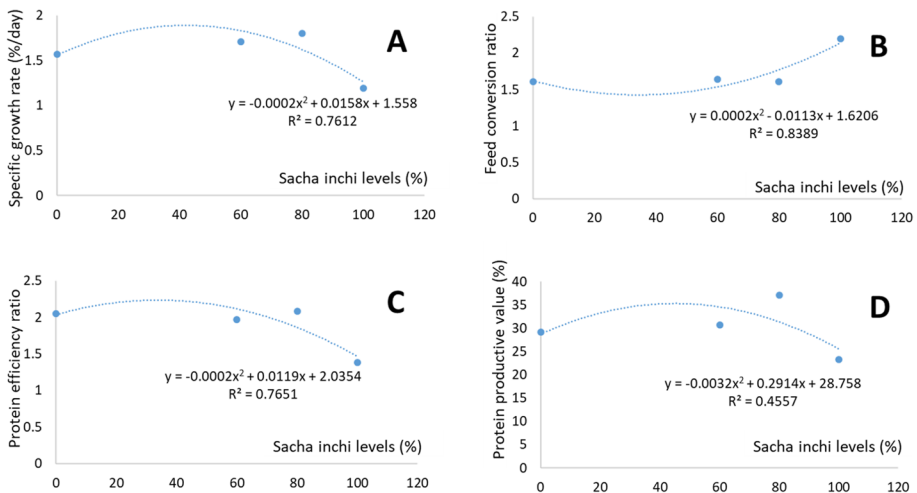 A
Specific growth rate (%/day)
2
1.5
1
0.5
0
y = -0.0002x² + 0.0158x + 1.558
R² = 0.7612
Sacha inchi levels (%)
0 20 40 60 80 100 120
B
Feed conversion ratio
2.5
2
1.5
1
0.5
0
y = 0.0002x² - 0.0113x + 1.6206
R² = 0.8389
Sacha inchi levels (%)
0 20 40 60 80 100 120
C
Protein efficiency ratio
2.5
2
1.5
1
0.5
0
y = -0.0002x² + 0.0119x + 2.0354
R² = 0.7651
Sacha inchi levels (%)
0 20 40 60 80 100 120
D
Protein productive value (%)
40
35
30
25
20
15
10
5
0
y = -0.0032x² + 0.2914x + 28.758
R² = 0.4557
Sacha inchi levels (%)
0 20 40 60 80 100 120